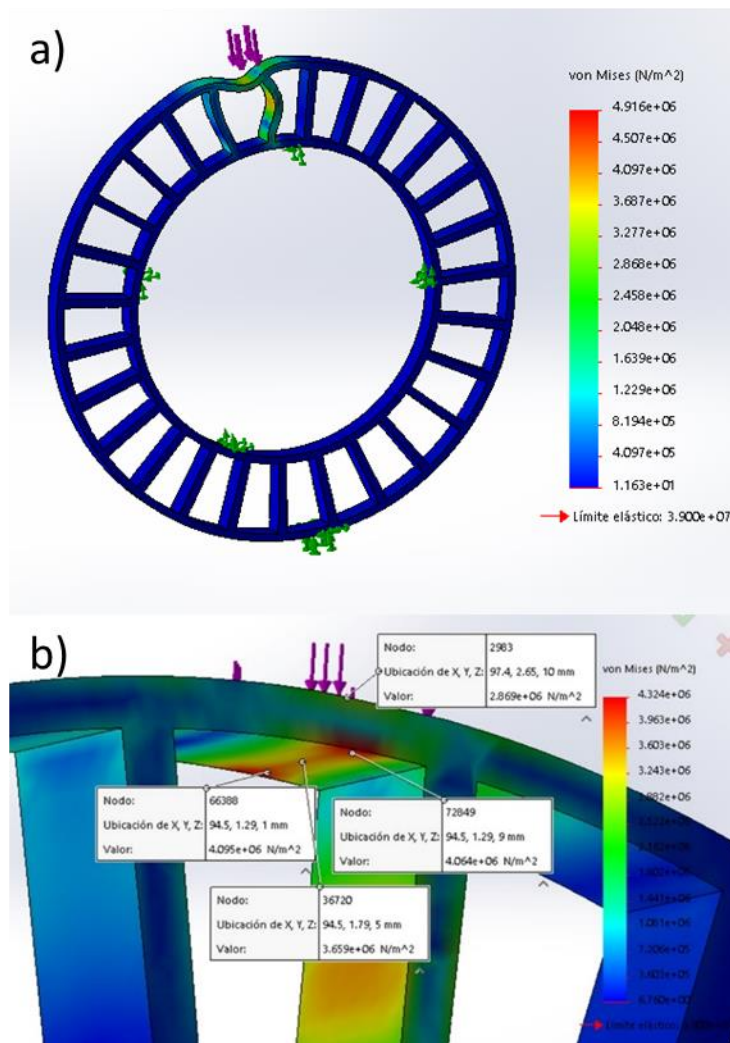 a)
von Mises (N/m^2)
4.916e+06
4.507e+06
4.097e+06
3.687e+06
3.277e+06
2.868e+06
2.458e+06
2.048e+06
1.639e+06
1.229e+06
8.194e+05
4.097e+05
1.163e+01
Límite elástico: 3.900e+07
b)
Nodo: 2983
Ubicación de X, Y, Z: 97.4, 2.65, 10 mm
Valor: 2.869e+06 N/m^2
Nodo: 66388
Ubicación de X, Y, Z: 94.5, 1.29, 1 mm
Valor: 4.095e+06 N/m^2
Nodo: 72849
Ubicación de X, Y, Z: 94.5, 1.29, 9 mm
Valor: 4.064e+06 N/m^2
Nodo: 36720
Ubicación de X, Y, Z: 94.5, 1.79, 5 mm
Valor: 3.659e+06 N/m^2
von Mises (N/m^2)
4.324e+06
3.963e+06
3.603e+06
3.243e+06
1.081e+06
Límite elástico: